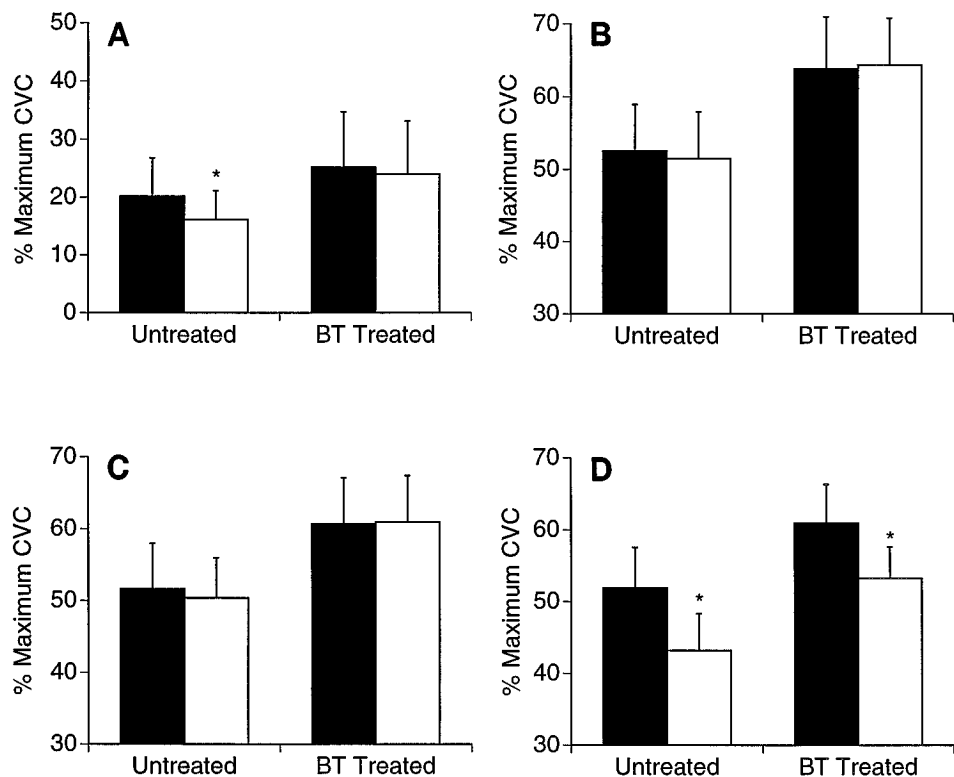 A
% Maximum CVC
50
40
30
20
10
0
*
Untreated
BT Treated
B
% Maximum CVC
70
60
50
40
30
Untreated
BT Treated
C
% Maximum CVC
70
60
50
40
30
Untreated
BT Treated
D
% Maximum CVC
70
60
50
40
30
*
*
Untreated
BT Treated